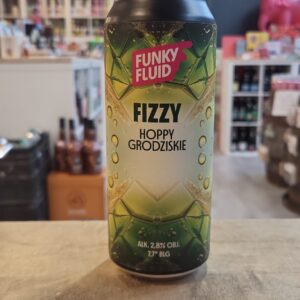 FUNKY
FLUID
FIZZY
HOPPY
GRODZISKIE
ALK. 2,8% OBJ.
7,7° BLG